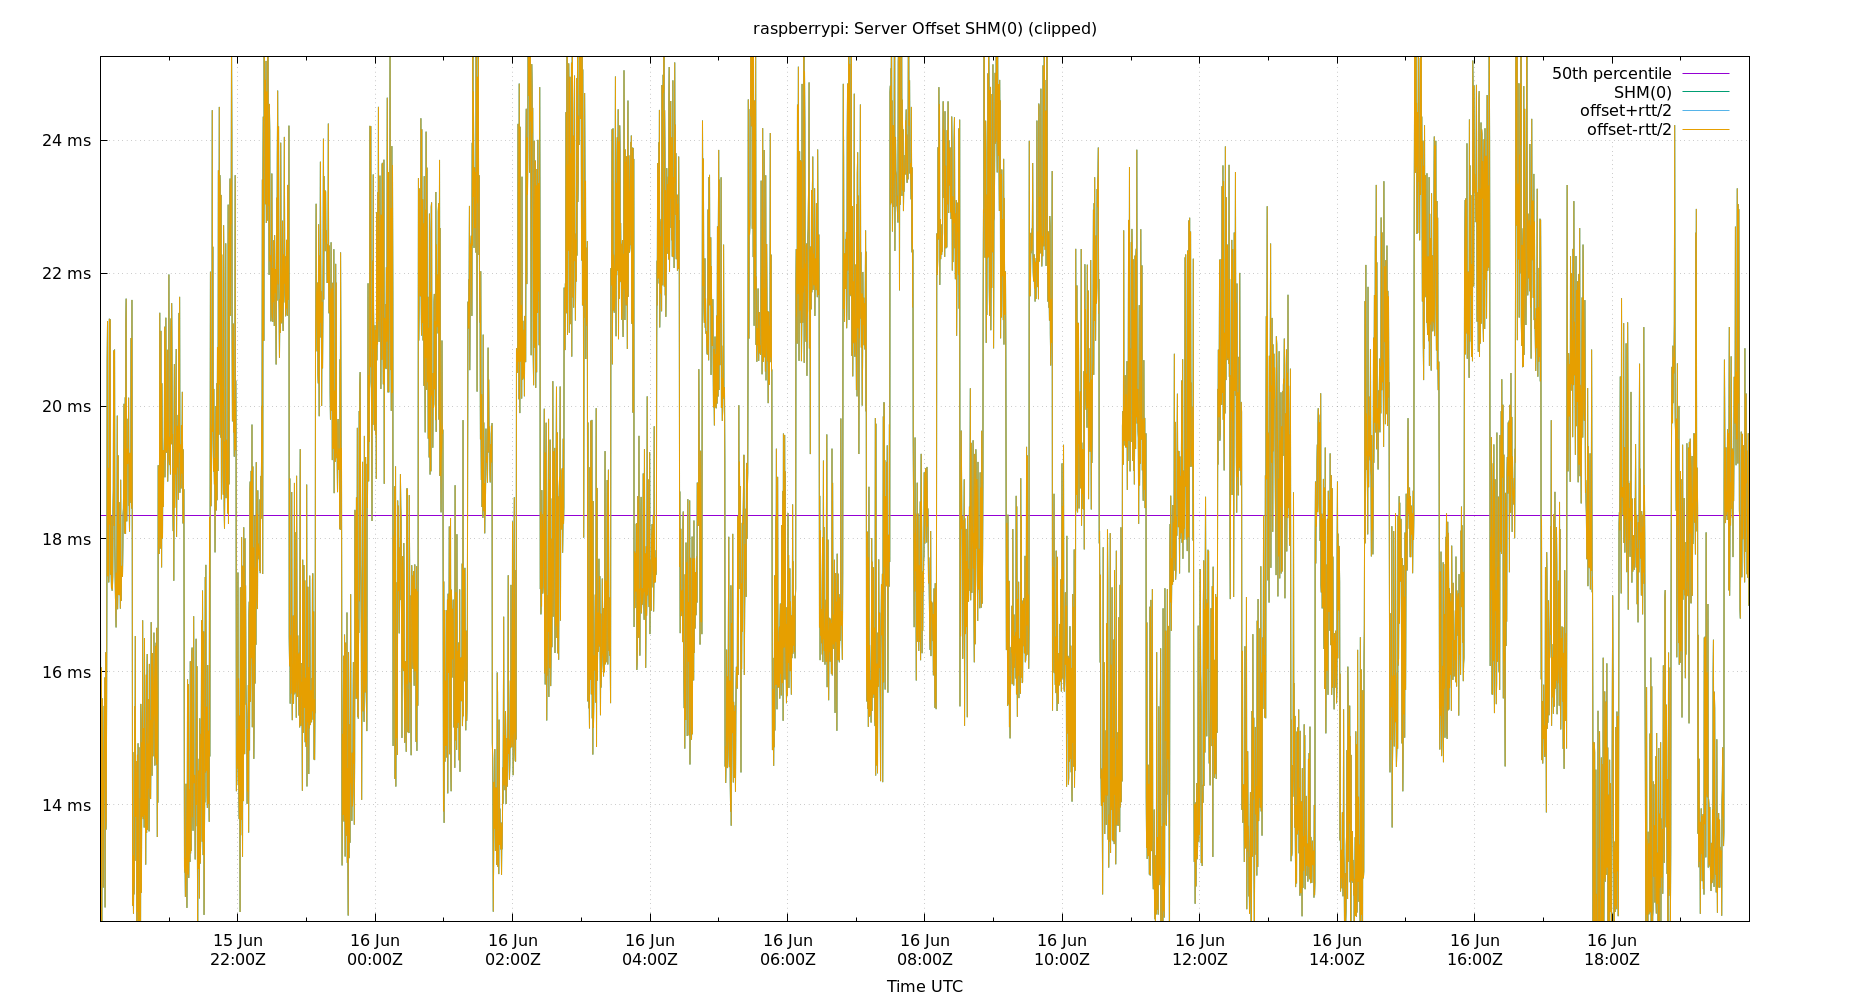 raspberrypi: Server Offset SHM(0) (clipped)
50th percentile
SHM(0)
offset+rtt/2
offset-rtt/2
24 ms
22 ms
20 ms
18 ms
16 ms
14 ms
15 Jun 16 Jun 16 Jun 16 Jun 16 Jun 16 Jun 16 Jun 16 Jun 16 Jun 16 Jun 16 Jun
22:00Z 00:00Z 02:00Z 04:00Z 06:00Z 08:00Z 10:00Z 12:00Z 14:00Z 16:00Z 18:00Z
Time UTC